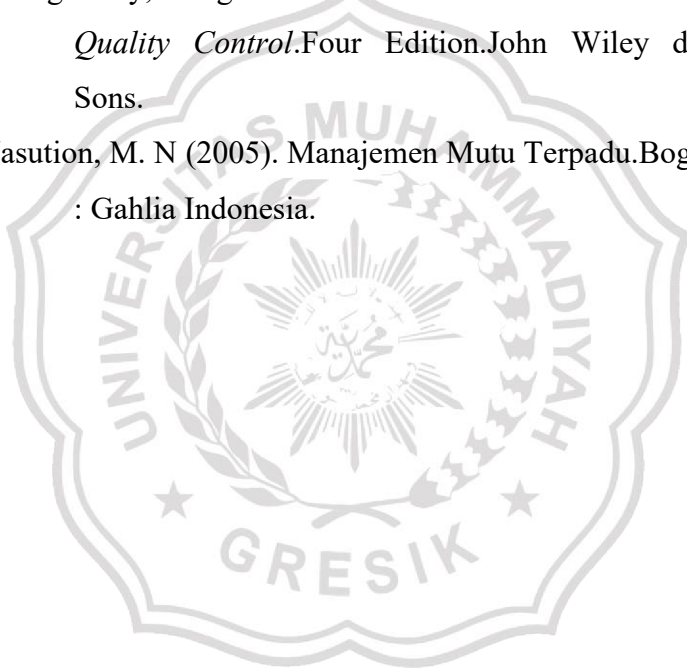 Quality Control.Four Edition.John Wiley d
Sons.
asution, M. N (2005). Manajemen Mutu Terpadu.Bog
: Gahlia Indonesia.
UNIVERSITAS MUHAMMADIYAH
GRESIK